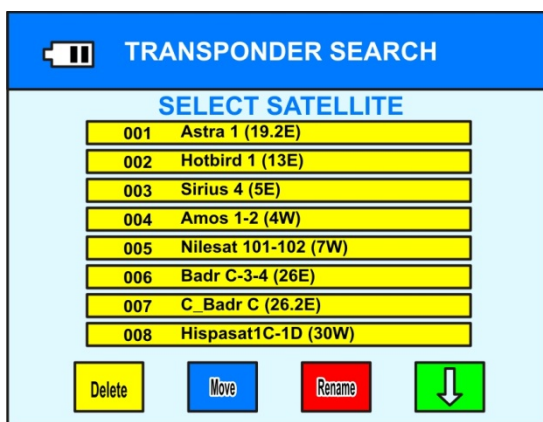 TRANSPONDER SEARCH
SELECT SATELLITE
001 Astra 1 (19.2E)
002 Hotbird 1 (13E)
003 Sirius 4 (5E)
004 Amos 1-2 (4W)
005 Nilesat 101-102 (7W)
006 Badr C-3-4 (26E)
007 C_Badr C (26.2E)
008 Hispasat1C-1D (30W)
Delete Move Rename